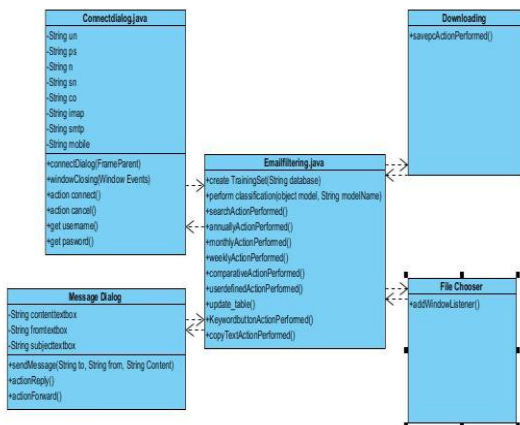 Connectdialog.java
-String un
-String ps
-String n
-String sn
-String co
-String imap
-String smtp
-String mobile
+connectDialog(FrameParent)
+windowClosing(Window Events)
+action connect()
+action cancel()
+get username()
+get pasword()
Message Dialog
-String contenttextbox
-String fromtextbox
-String subjecttextbox
+sendMessage(String to, String from, String Content)
+actionReply()
+actionForward()
Emailfiltering.java
+create TrainingSet(String database)
+perform classification(object model, String modelName)
+searchActionPerformed()
+annuallyActionPerformed()
+monthlyActionPerformed()
+weeklyActionPerformed()
+comparativeActionPerformed()
+userdefinedActionPerformed()
+update_table()
+KeywordbuttonActionPerformed()
+copyTextActionPerformed()
Downloading
+savepcActionPerformed()
File Chooser
+addWindowListener()